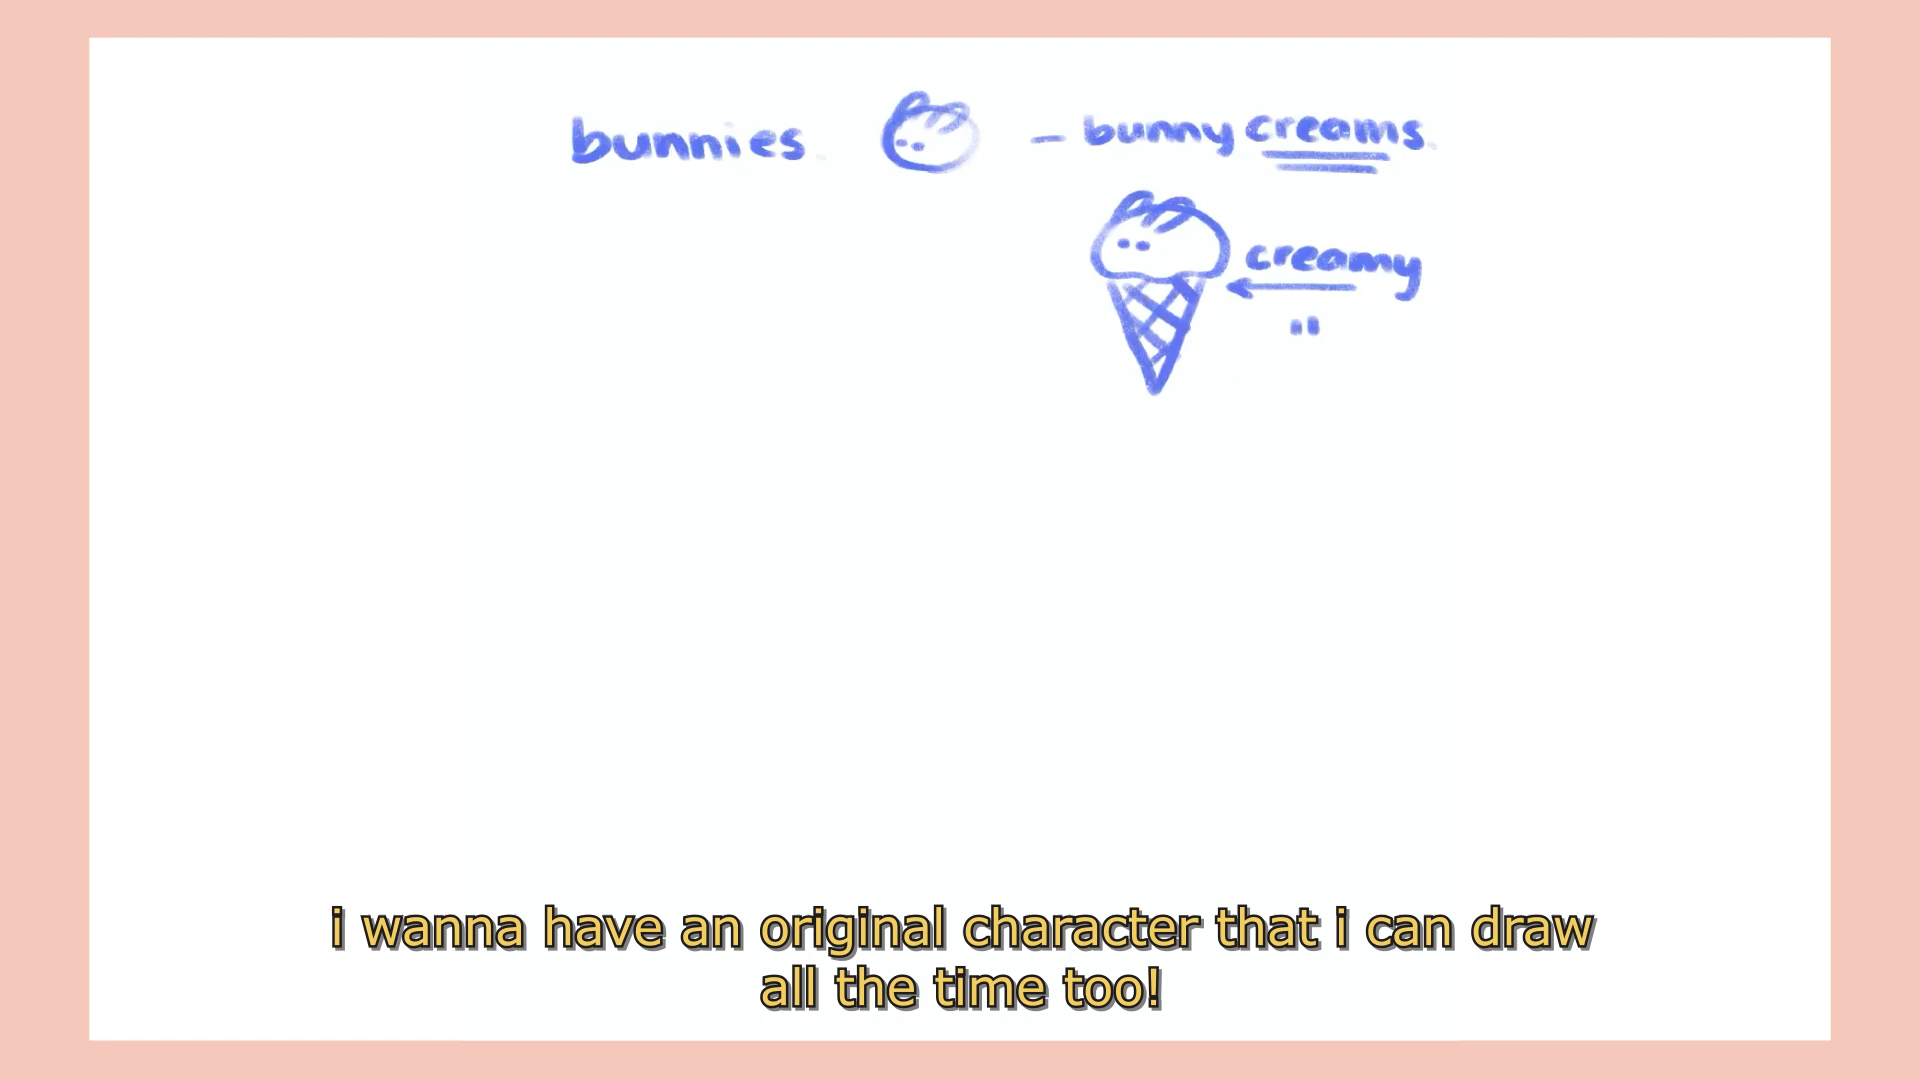 bunnies - bunny creams.
creamy
"
i wanna have an original character that i can draw
all the time too!